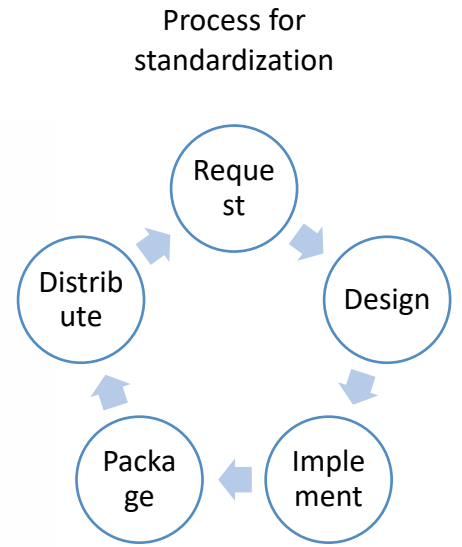 Process for
standardization
Reque
st
Design
Imple
ment
Packa
ge
Distrib
ute